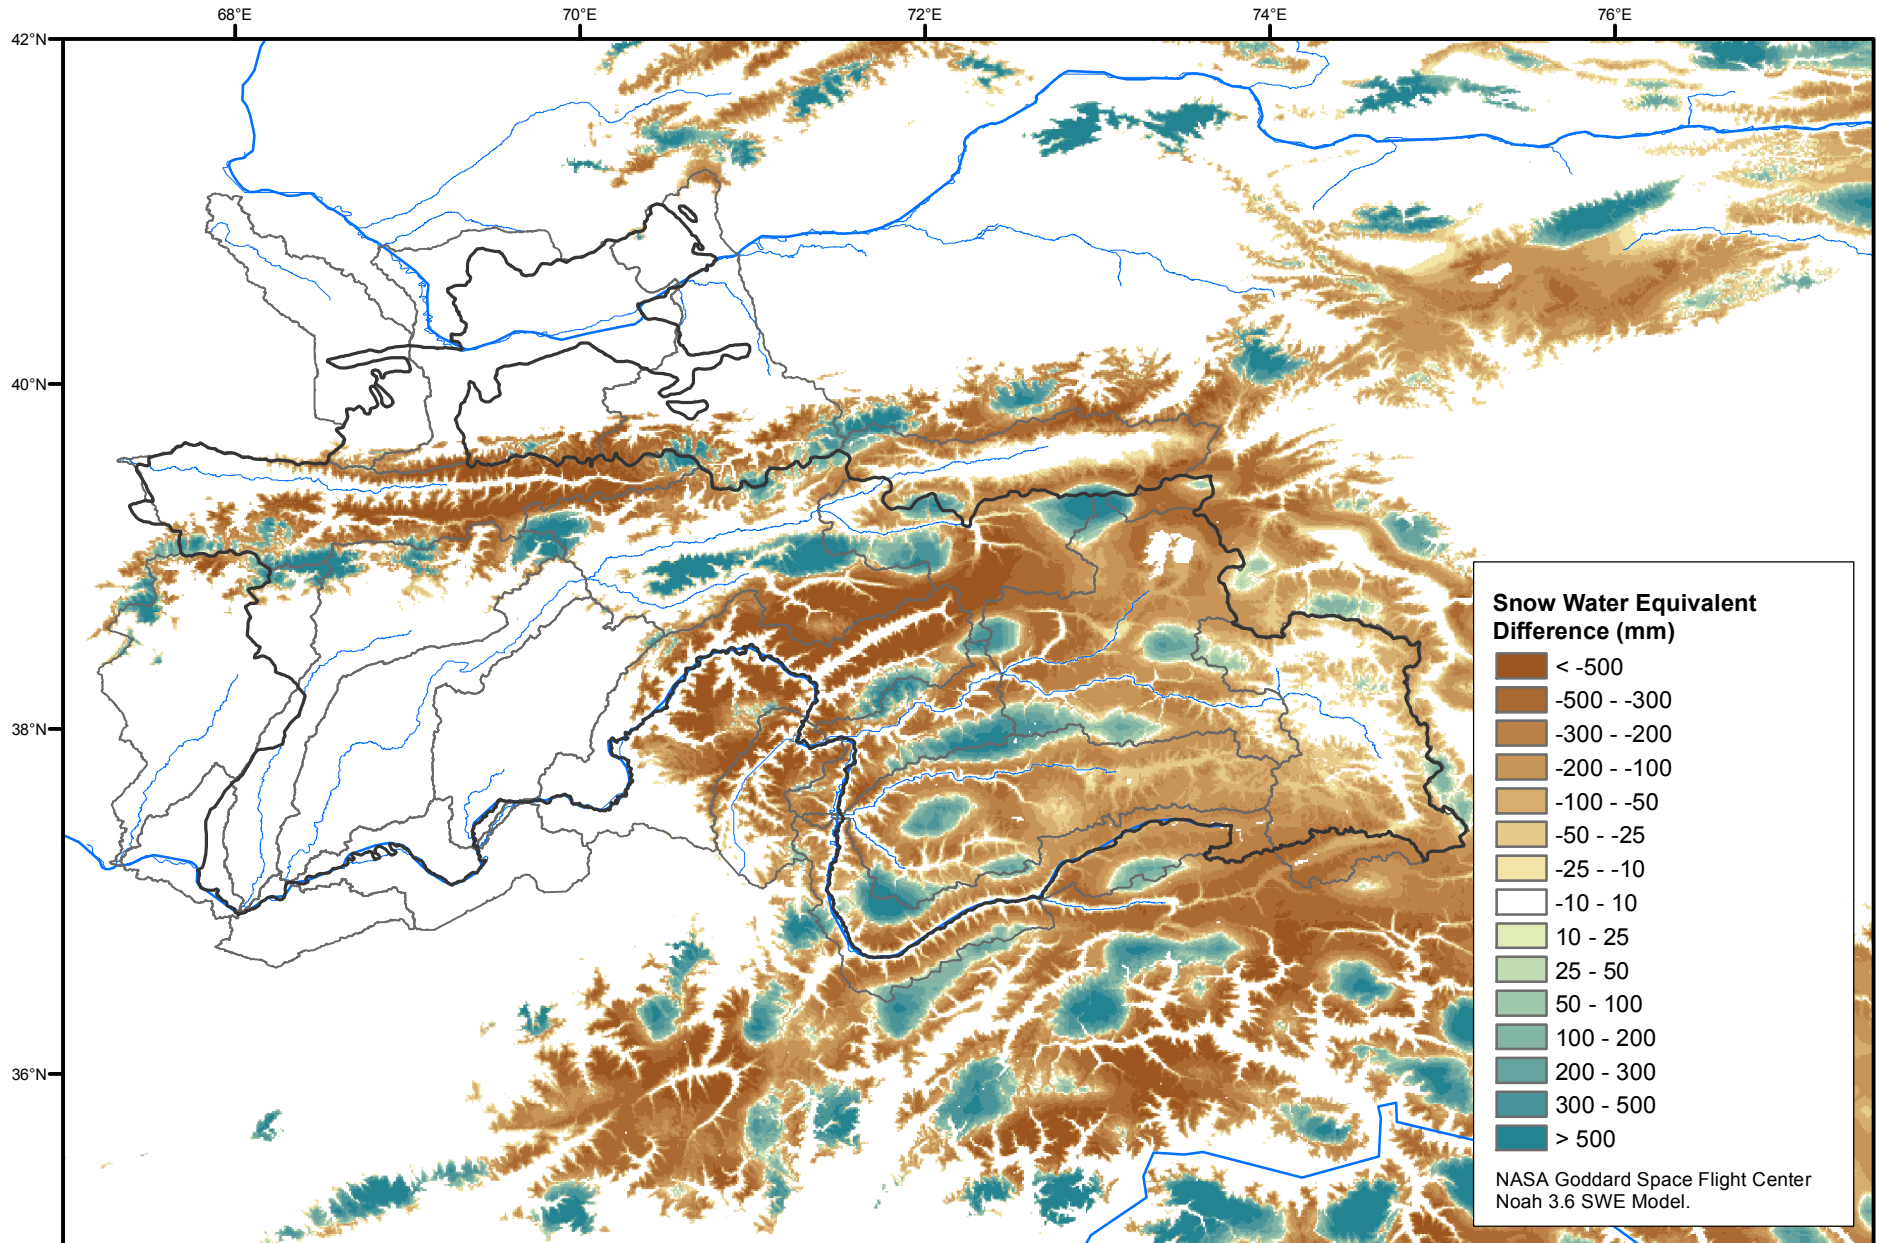 68°E 70°E 72°E 74°E 76°E
42°N
40°N
38°N
36°N
Snow Water Equivalent
Difference (mm)
< -500
-500 - -300
-300 - -200
-200 - -100
-100 - -50
-50 - -25
-25 - -10
-10 - 10
10 - 25
25 - 50
50 - 100
100 - 200
200 - 300
300 - 500
> 500
NASA Goddard Space Flight Center
Noah 3.6 SWE Model.